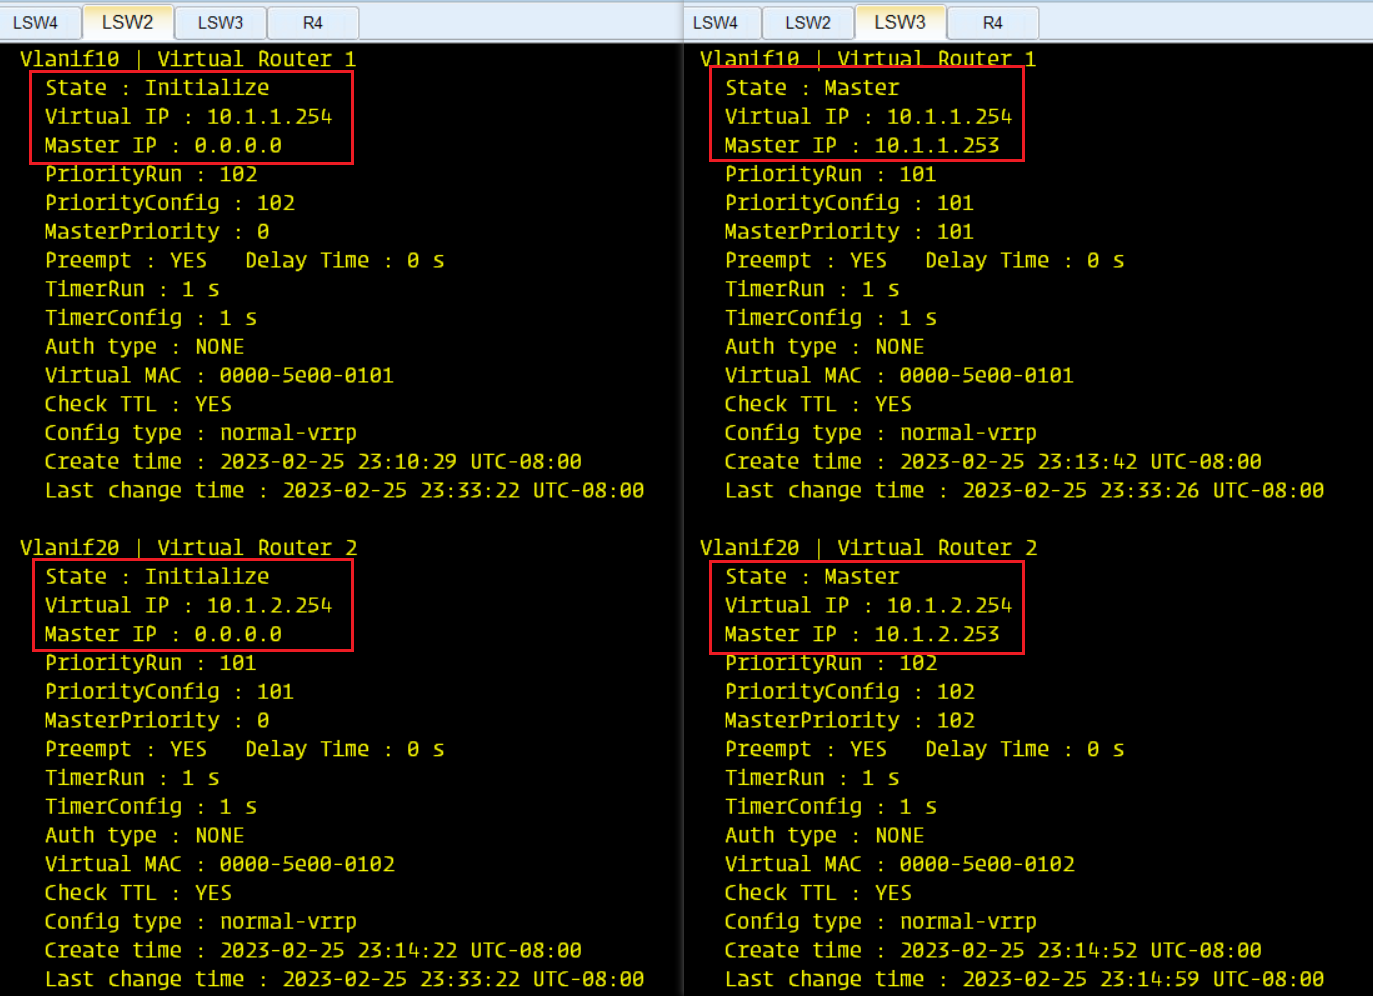 LSW4 LSW2 LSW3 R4
Vlanif10 | Virtual Router 1
State : Initialize
Virtual IP : 10.1.1.254
Master IP : 0.0.0.0
PriorityRun : 102
PriorityConfig : 102
MasterPriority : 0
Preempt : YES   Delay Time : 0 s
TimerRun : 1 s
TimerConfig : 1 s
Auth type : NONE
Virtual MAC : 0000-5e00-0101
Check TTL : YES
Config type : normal-vrrp
Create time : 2023-02-25 23:10:29 UTC-08:00
Last change time : 2023-02-25 23:33:22 UTC-08:00
Vlanif20 | Virtual Router 2
State : Initialize
Virtual IP : 10.1.2.254
Master IP : 0.0.0.0
PriorityRun : 101
PriorityConfig : 101
MasterPriority : 0
Preempt : YES   Delay Time : 0 s
TimerRun : 1 s
TimerConfig : 1 s
Auth type : NONE
Virtual MAC : 0000-5e00-0102
Check TTL : YES
Config type : normal-vrrp
Create time : 2023-02-25 23:14:22 UTC-08:00
Last change time : 2023-02-25 23:33:22 UTC-08:00
LSW4 LSW2 LSW3 R4
Vlanif10 | Virtual Router 1
State : Master
Virtual IP : 10.1.1.254
Master IP : 10.1.1.253
PriorityRun : 101
PriorityConfig : 101
MasterPriority : 101
Preempt : YES   Delay Time : 0 s
TimerRun : 1 s
TimerConfig : 1 s
Auth type : NONE
Virtual MAC : 0000-5e00-0101
Check TTL : YES
Config type : normal-vrrp
Create time : 2023-02-25 23:13:42 UTC-08:00
Last change time : 2023-02-25 23:33:26 UTC-08:00
Vlanif20 | Virtual Router 2
State : Master
Virtual IP : 10.1.2.254
Master IP : 10.1.2.253
PriorityRun : 102
PriorityConfig : 102
MasterPriority : 102
Preempt : YES   Delay Time : 0 s
TimerRun : 1 s
TimerConfig : 1 s
Auth type : NONE
Virtual MAC : 0000-5e00-0102
Check TTL : YES
Config type : normal-vrrp
Create time : 2023-02-25 23:14:52 UTC-08:00
Last change time : 2023-02-25 23:14:59 UTC-08:00